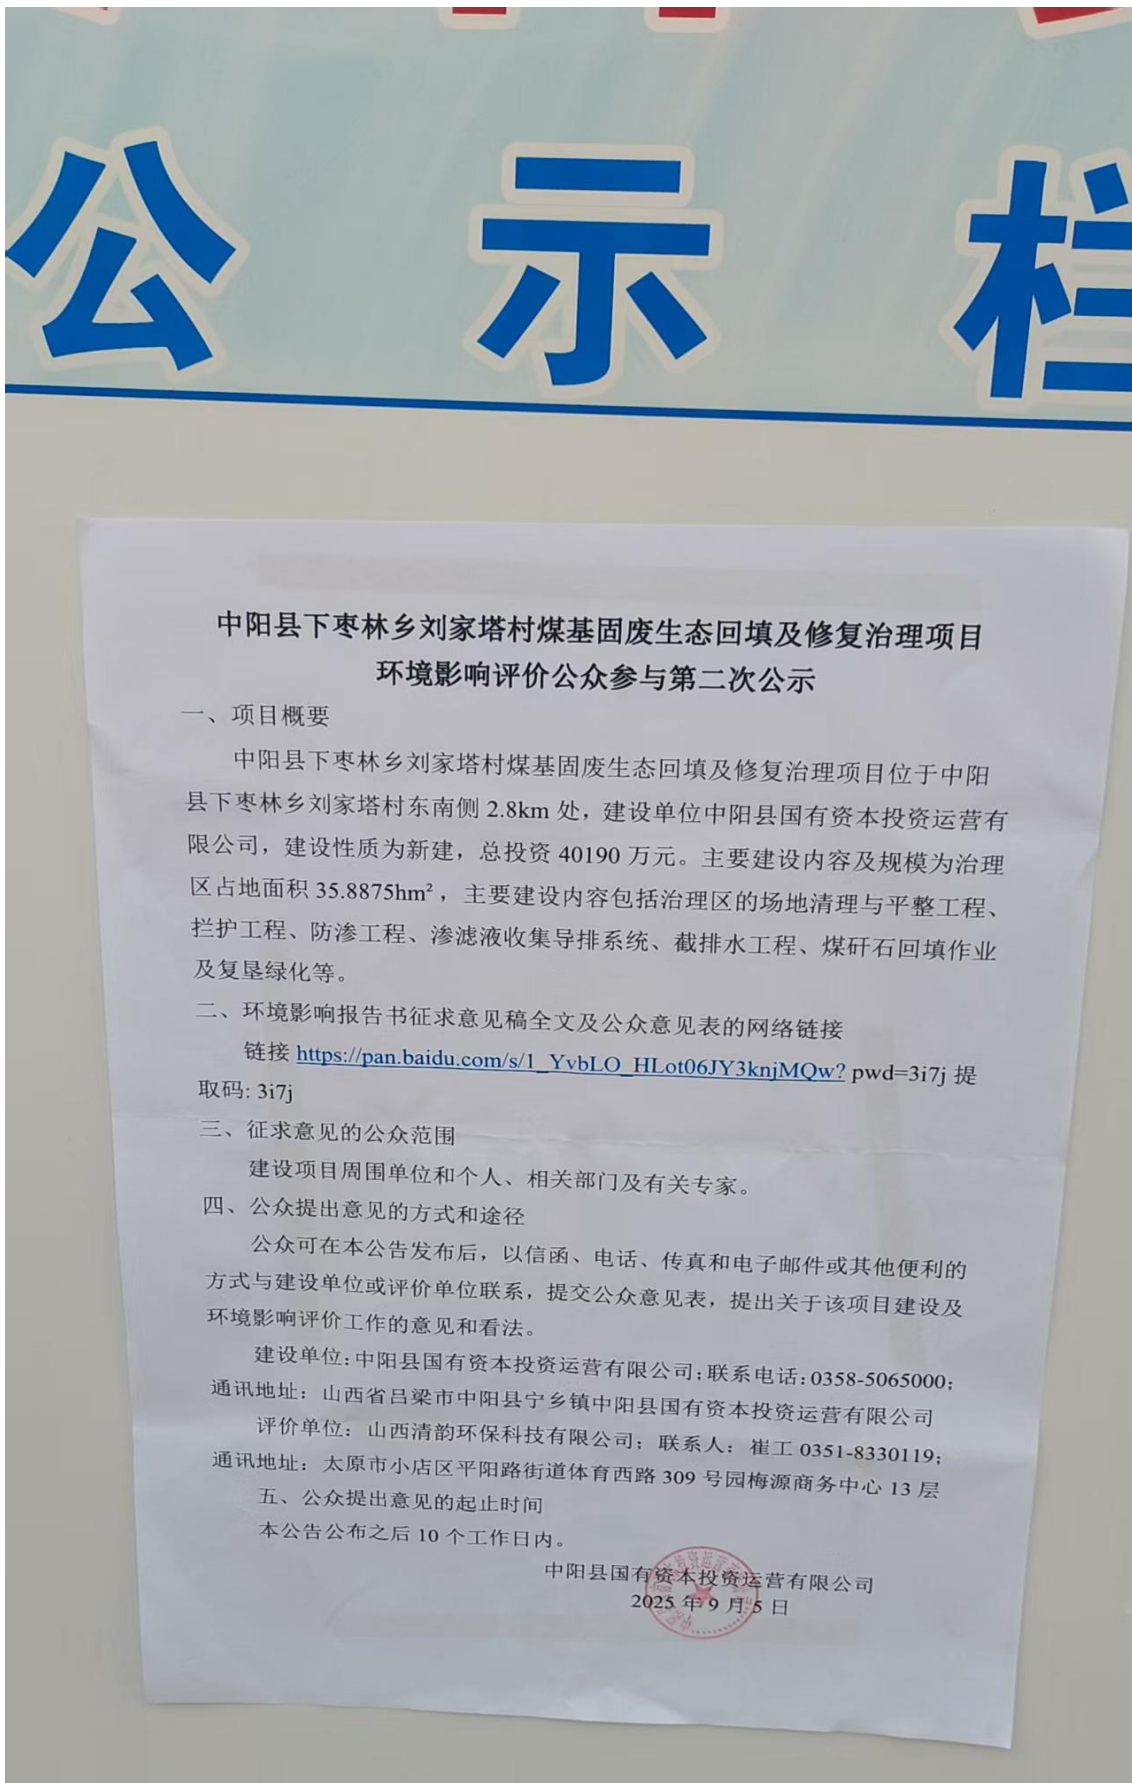 公示栏
中阳县下枣林乡刘家塔村煤基固废生态回填及修复治理项目
环境影响评价公众参与第二次公示
一、项目概要
中阳县下枣林乡刘家塔村煤基固废生态回填及修复治理项目位于中阳
县下枣林乡刘家塔村东南侧 2.8km 处，建设单位中阳县国有资本投资运营有
限公司，建设性质为新建，总投资 40190 万元。主要建设内容及规模为治理
区占地面积 35.8875hm²，主要建设内容包括治理区的场地清理与平整工程、
拦护工程、防渗工程、渗滤液收集导排系统、截排水工程、煤矸石回填作业
及复垦绿化等。
二、环境影响报告书征求意见稿全文及公众意见表的网络链接
链接 https://pan.baidu.com/s/1_YvbLO_HLot06JY3knjMQw? pwd=3i7j 提
取码: 3i7j
三、征求意见的公众范围
建设项目周围单位和个人、相关部门及有关专家。
四、公众提出意见的方式和途径
公众可在本公告发布后，以信函、电话、传真和电子邮件或其他便利的
方式与建设单位或评价单位联系，提交公众意见表，提出关于该项目建设及
环境影响评价工作的意见和看法。
建设单位:中阳县国有资本投资运营有限公司;联系电话:0358-5065000;
通讯地址：山西省吕梁市中阳县宁乡镇中阳县国有资本投资运营有限公司
评价单位：山西清韵环保科技有限公司；联系人：崔工 0351-8330119;
通讯地址：太原市小店区平阳路街道体育西路 309 号园梅源商务中心 13 层
五、公众提出意见的起止时间
本公告公布之后 10 个工作日内。
中阳县国有资本投资运营有限公司
2025 年 9 月 5 日